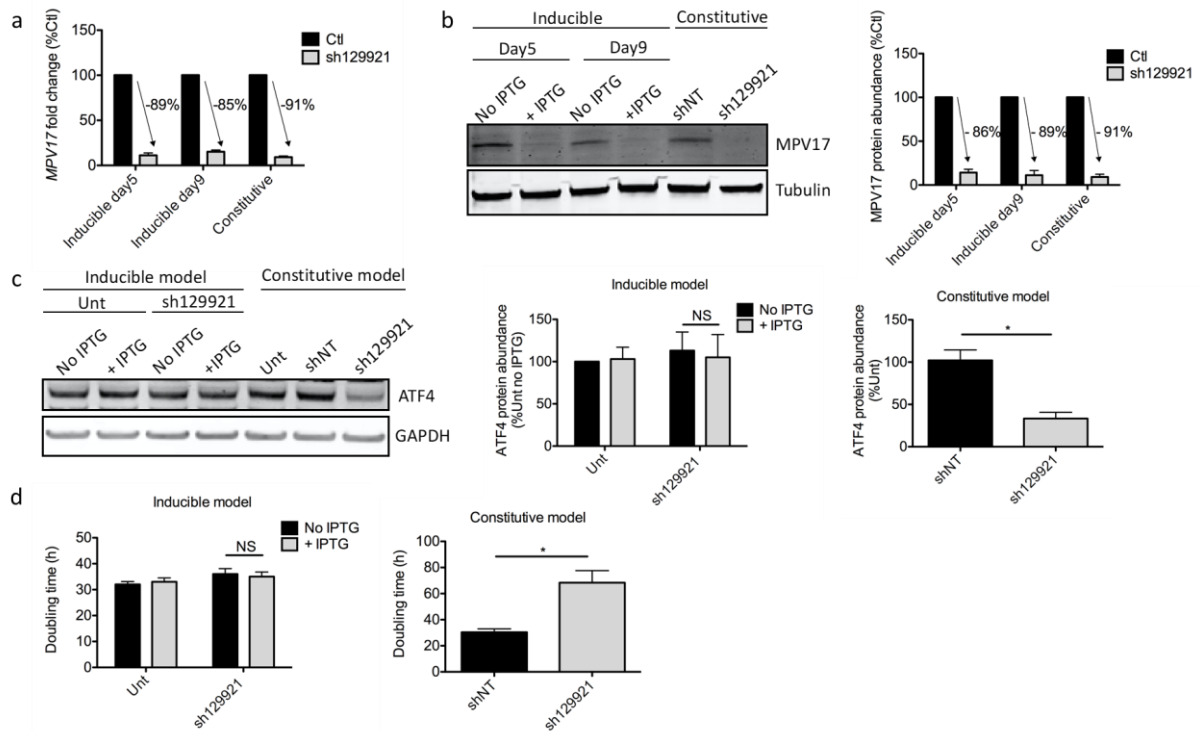 a
MPV17 fold change (%Ctl)
150
100
50
0
-89%
-85%
-91%
Ctl
sh129921
Inducible day5
Inducible day9
Constitutive
b
Inducible
Constitutive
Day5
Day9
No IPTG
+ IPTG
No IPTG
+IPTG
shNT
sh129921
MPV17
Tubulin
MPV17 protein abundance (%Ctl)
150
100
50
0
- 86%
- 89%
- 91%
Ctl
sh129921
Inducible day5
Inducible day9
Constitutive
c
Inducible model
Constitutive model
Unt
sh129921
No IPTG
+ IPTG
No IPTG
+IPTG
Unt
shNT
sh129921
ATF4
GAPDH
Inducible model
ATF4 protein abundance
(%Unt no IPTG)
150
100
50
0
NS
No IPTG
+ IPTG
Unt
sh129921
Constitutive model
ATF4 protein abundance
(%Unt)
150
100
50
0
*
shNT
sh129921
d
Inducible model
Doubling time (h)
50
40
30
20
10
0
NS
No IPTG
+ IPTG
Unt
sh129921
Constitutive model
Doubling time (h)
100
80
60
40
20
0
*
shNT
sh129921